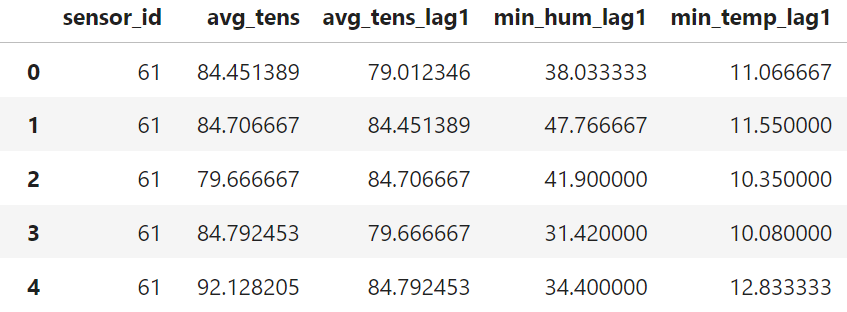 sensor_id avg_tens avg_tens_lag1 min_hum_lag1 min_temp_lag1
0 61 84.451389 79.012346 38.033333 11.066667
1 61 84.706667 84.451389 47.766667 11.550000
2 61 79.666667 84.706667 41.900000 10.350000
3 61 84.792453 79.666667 31.420000 10.080000
4 61 92.128205 84.792453 34.400000 12.833333